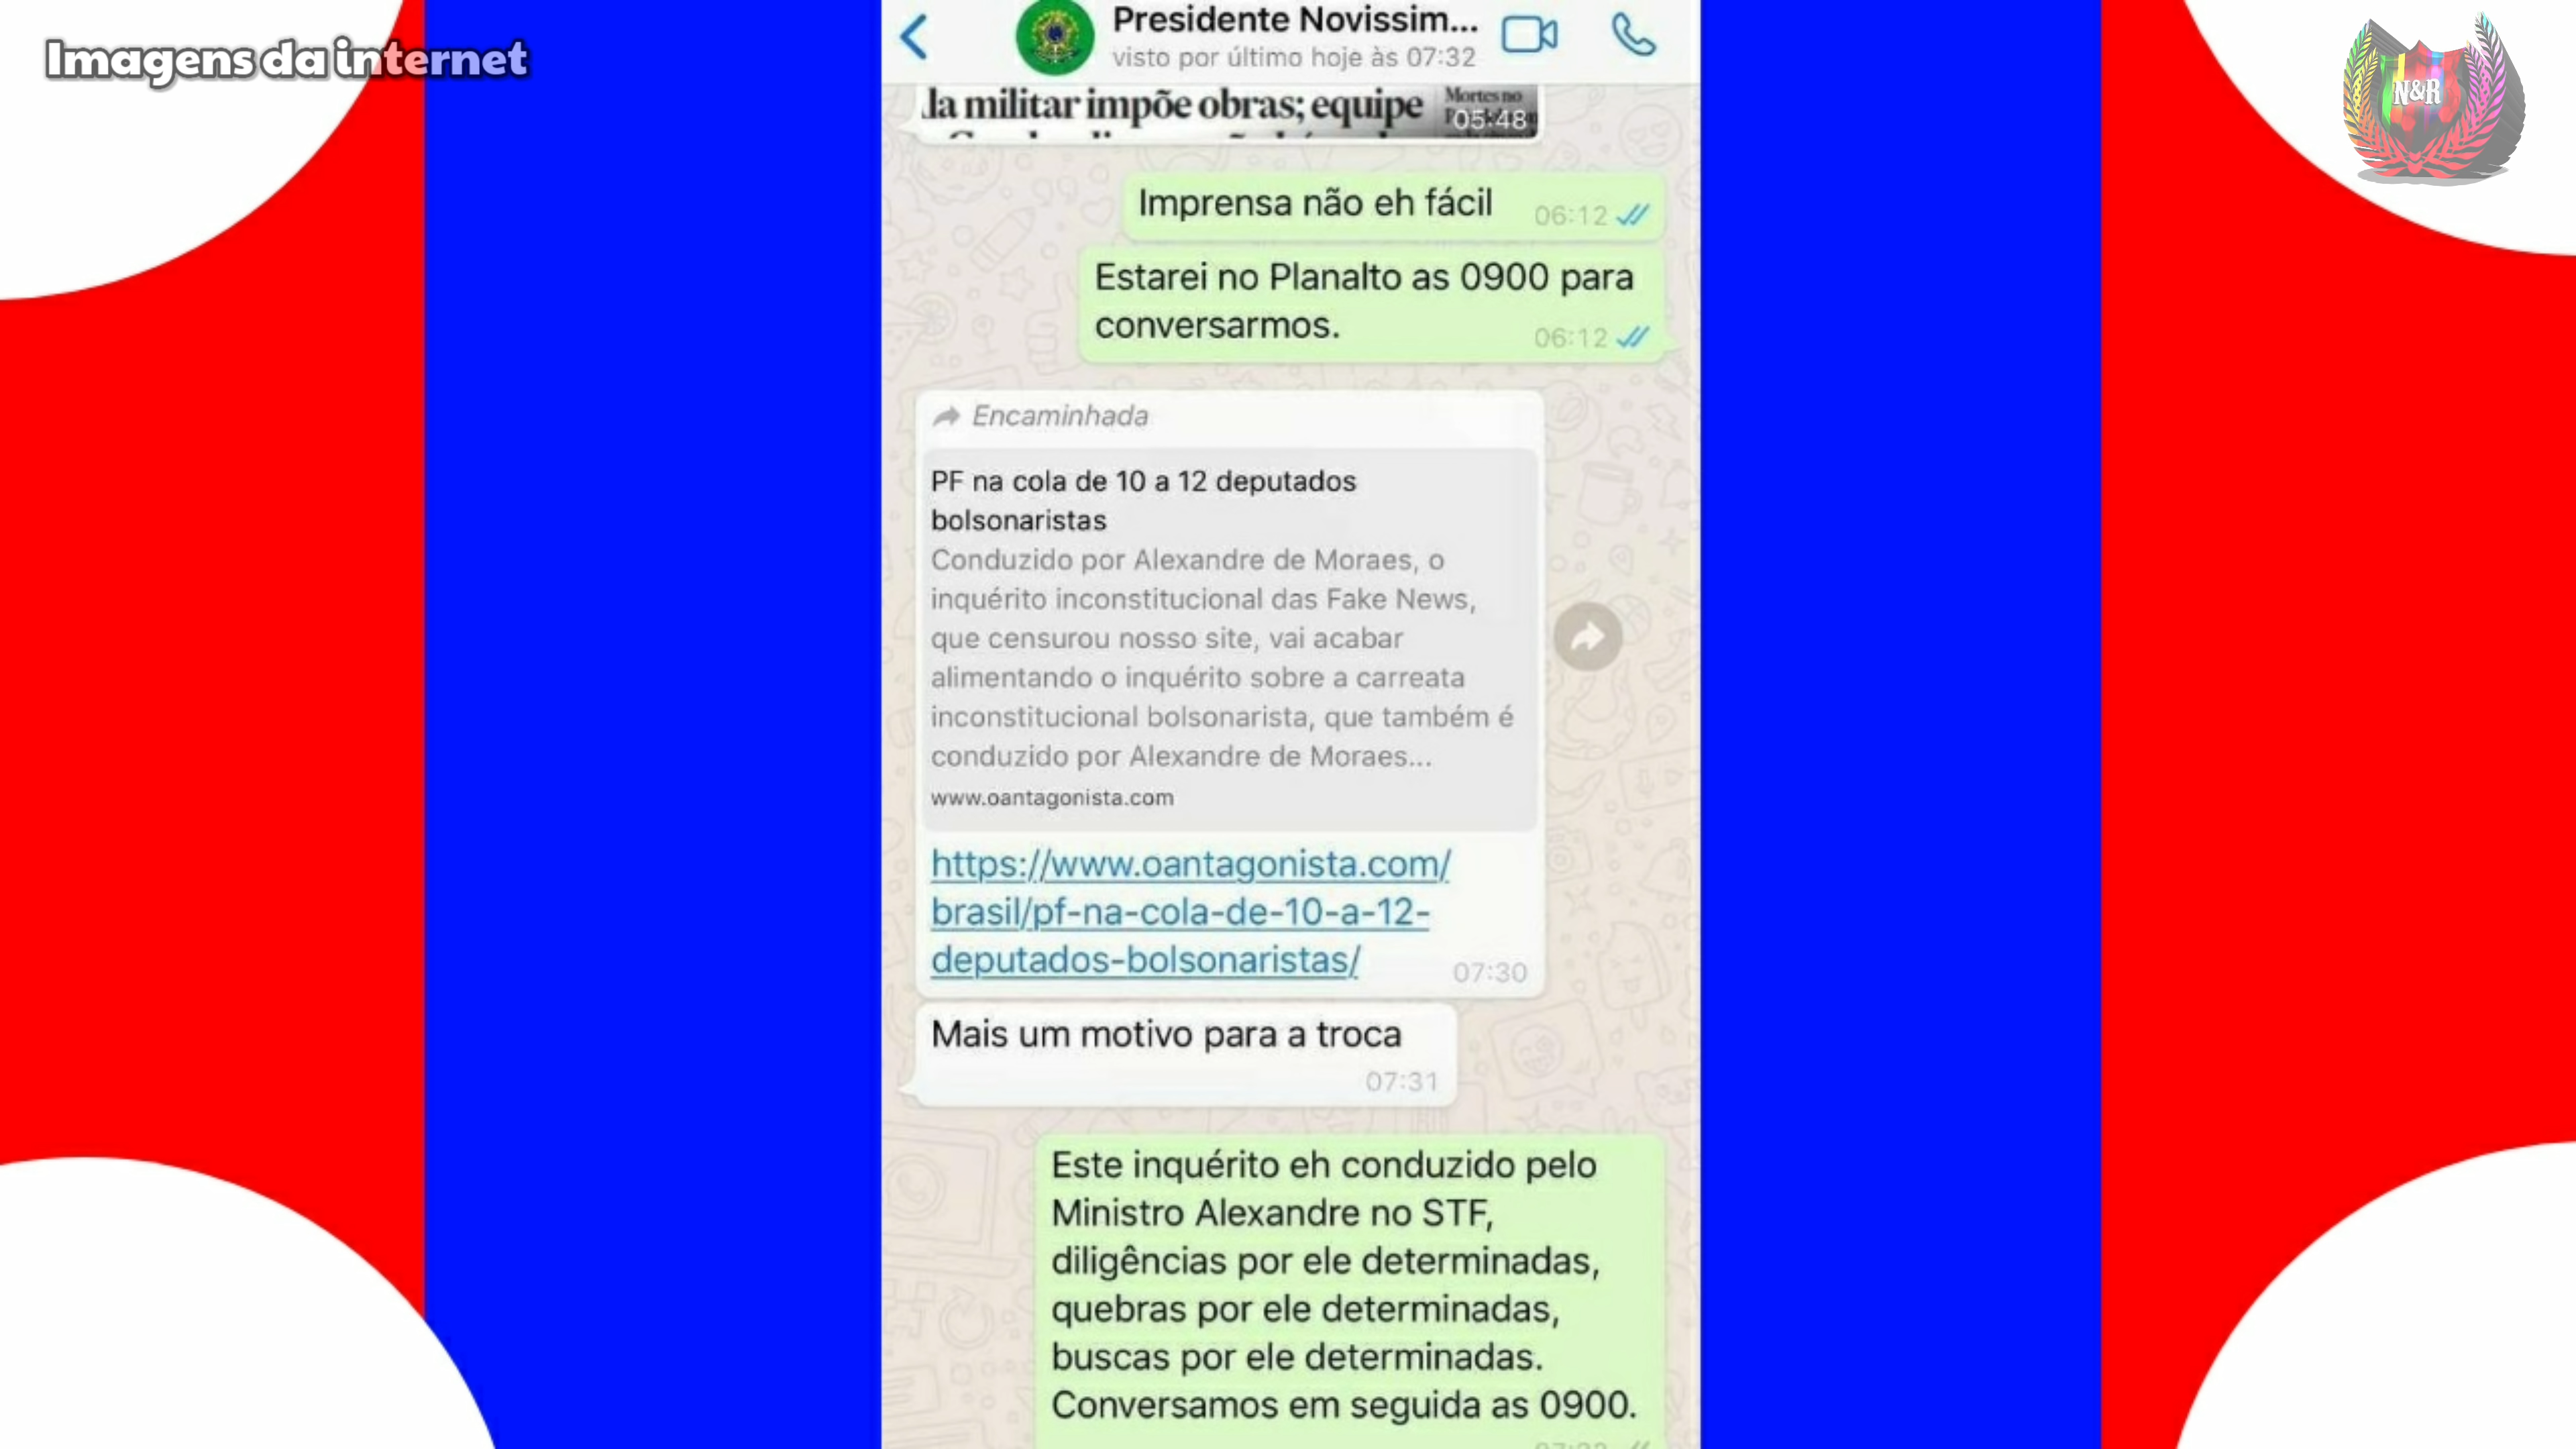 Imagens da internet
N&R
Presidente Novissim...
visto por último hoje às 07:32
la militar impõe obras; equipe
Mortes no
05:48
Imprensa não eh fácil
06:12
Estarei no Planalto as 0900 para
conversarmos.
06:12
Encaminhada
PF na cola de 10 a 12 deputados
bolsonaristas
Conduzido por Alexandre de Moraes, o
inquérito inconstitucional das Fake News,
que censurou nosso site, vai acabar
alimentando o inquérito sobre a carreata
inconstitucional bolsonarista, que também é
conduzido por Alexandre de Moraes...
www.oantagonista.com
https://www.oantagonista.com/
brasil/pf-na-cola-de-10-a-12-
deputados-bolsonaristas/
07:30
Mais um motivo para a troca
07:31
Este inquérito eh conduzido pelo
Ministro Alexandre no STF,
diligências por ele determinadas,
quebras por ele determinadas,
buscas por ele determinadas.
Conversamos em seguida as 0900.